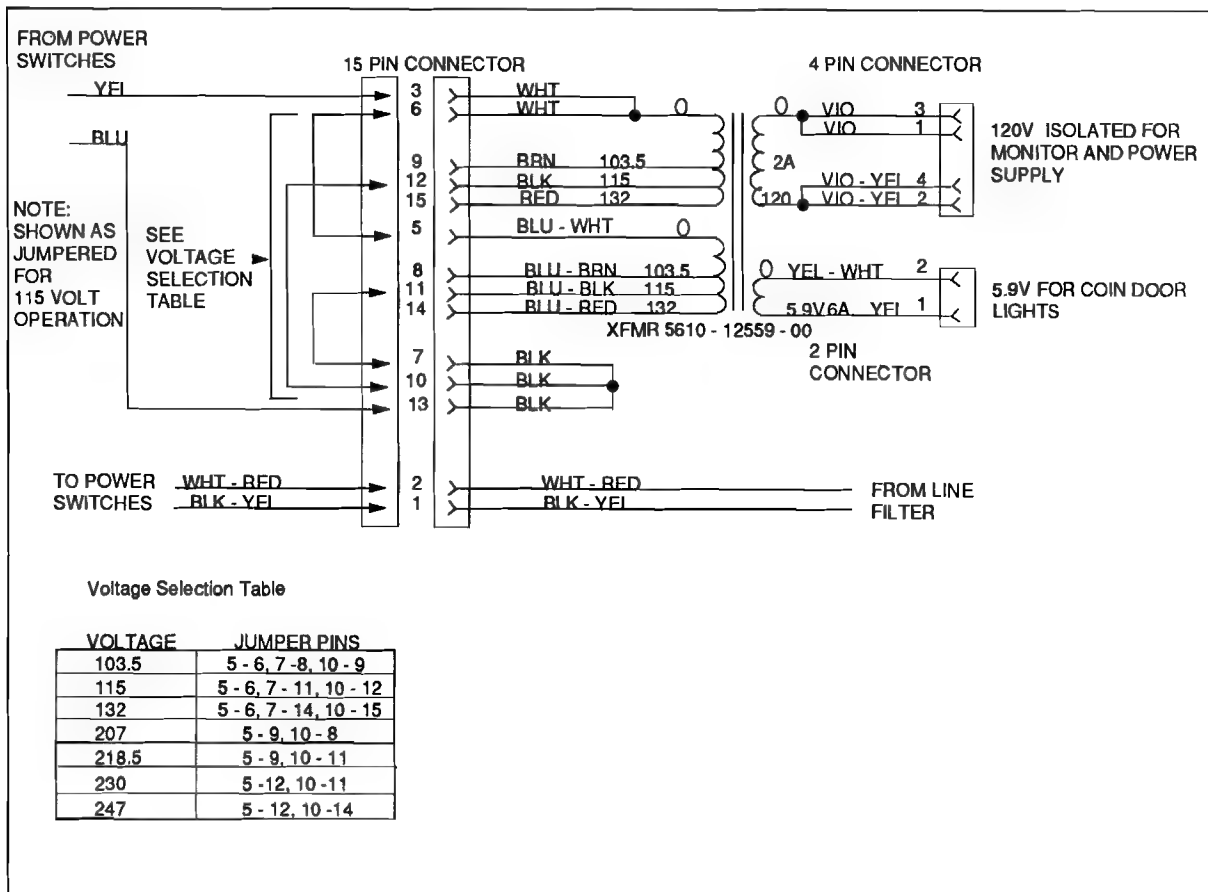 FROM POWER
SWITCHES
YEL
BLU
NOTE:
SHOWN AS
JUMPERED
FOR
115 VOLT
OPERATION
SEE
VOLTAGE
SELECTION
TABLE
15 PIN CONNECTOR
3 WHT
6 WHT 0
9 BRN 103.5
12 BLK 115
15 RED 132
5 BLU - WHT 0
8 BLU - BRN 103.5
11 BLU - BLK 115
14 BLU - RED 132
XFMR 5610 - 12559 - 00
7 BLK
10 BLK
13 BLK
4 PIN CONNECTOR
0 VIO 3
VIO 1
2A
VIO - YEL 4
120 VIO - YEL 2
120V ISOLATED FOR
MONITOR AND POWER
SUPPLY
0 YEL - WHT 2
5.9V 6A YEL 1
5.9V FOR COIN DOOR
LIGHTS
2 PIN
CONNECTOR
TO POWER
SWITCHES
WHT - RED 2 WHT - RED
BLK - YEL 1 BLK - YEL
FROM LINE
FILTER
Voltage Selection Table
VOLTAGE JUMPER PINS
103.5 5 - 6, 7 -8, 10 - 9
115 5 - 6, 7 - 11, 10 - 12
132 5 - 6, 7 - 14, 10 - 15
207 5 - 9, 10 - 8
218.5 5 - 9, 10 - 11
230 5 -12, 10 -11
247 5 - 12, 10 -14